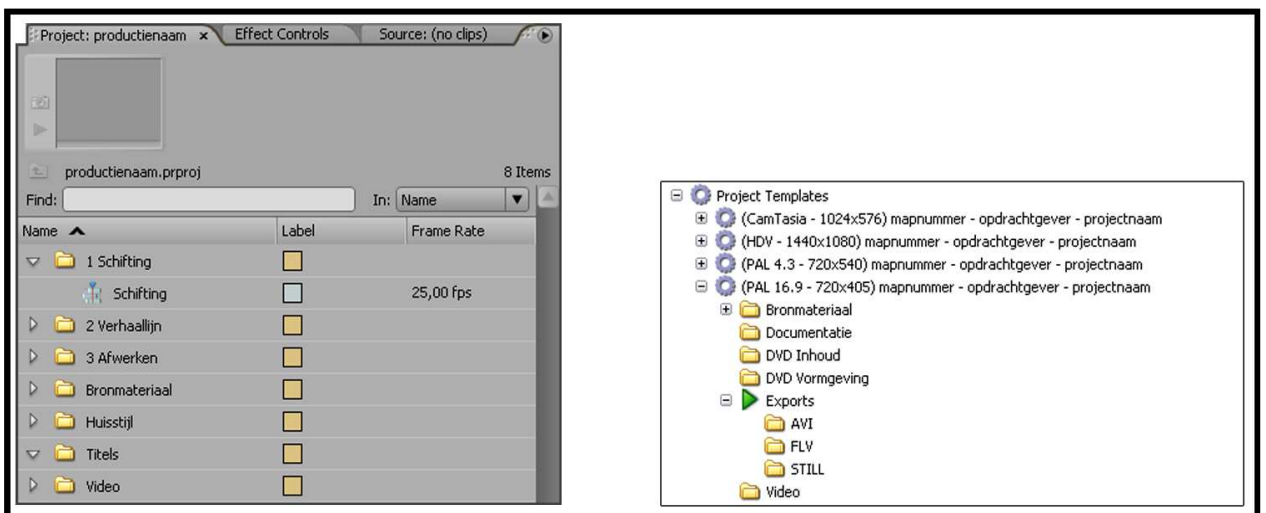 Project: productienaam x Effect Controls Source: (no clips)
productienaam.prproj 8 Items
Find: In: Name
Name Label Frame Rate
1 Schifting
Schifting 25,00 fps
2 Verhaallijn
3 Afwerken
Bronmateriaal
Huisstijl
Titels
Video
Project Templates
(CamTasia - 1024x576) mapnummer - opdrachtgever - projectnaam
(HDV - 1440x1080) mapnummer - opdrachtgever - projectnaam
(PAL 4.3 - 720x540) mapnummer - opdrachtgever - projectnaam
(PAL 16.9 - 720x405) mapnummer - opdrachtgever - projectnaam
Bronmateriaal
Documentatie
DVD Inhoud
DVD Vormgeving
Exports
AVI
FLV
STILL
Video